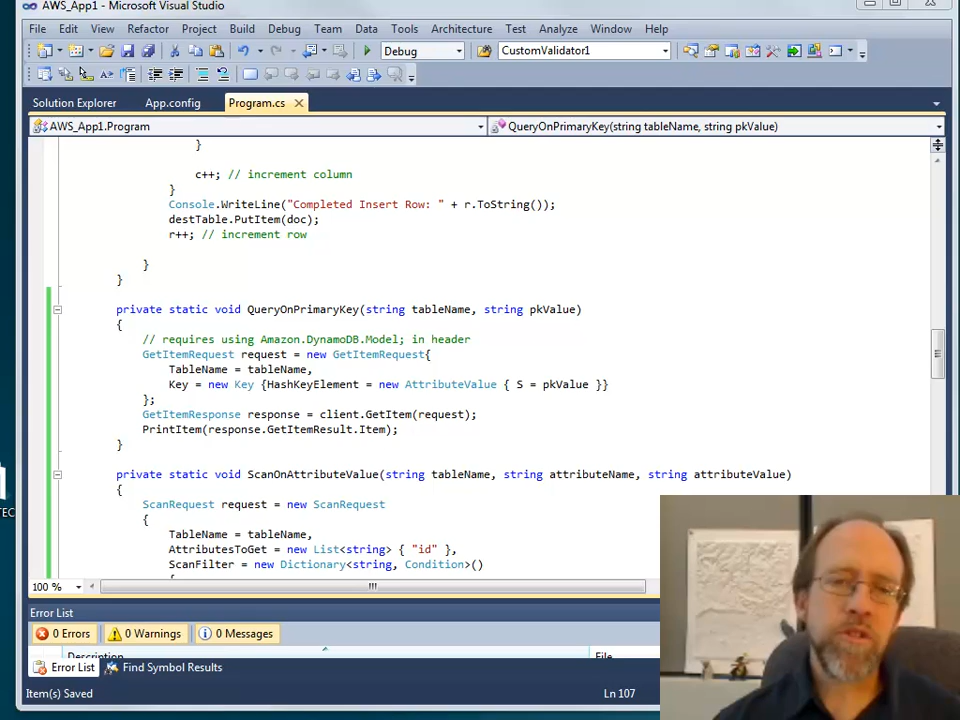 AWS_App1 - Microsoft Visual Studio
File Edit View Refactor Project Build Debug Team Data Tools Architecture Test Analyze Window Help
Debug CustomValidator1
Solution Explorer App.config Program.cs
AWS_App1.Program QueryOnPrimaryKey(string tableName, string pkValue)
}
c++; // increment column
}
Console.WriteLine("Completed Insert Row: " + r.ToString());
destTable.PutItem(doc);
r++; // increment row
}
}
private static void QueryOnPrimaryKey(string tableName, string pkValue)
{
// requires using Amazon.DynamoDB.Model; in header
GetItemRequest request = new GetItemRequest{
TableName = tableName,
Key = new Key {HashKeyElement = new AttributeValue { S = pkValue }}
};
GetItemResponse response = client.GetItem(request);
PrintItem(response.GetItemResult.Item);
}
private static void ScanOnAttributeValue(string tableName, string attributeName, string attributeValue)
{
ScanRequest request = new ScanRequest
{
TableName = tableName,
AttributesToGet = new List<string> { "id" },
ScanFilter = new Dictionary<string, Condition>()
{
100 %
Error List
0 Errors 0 Warnings 0 Messages
Description File
Error List Find Symbol Results
Item(s) Saved Ln 107